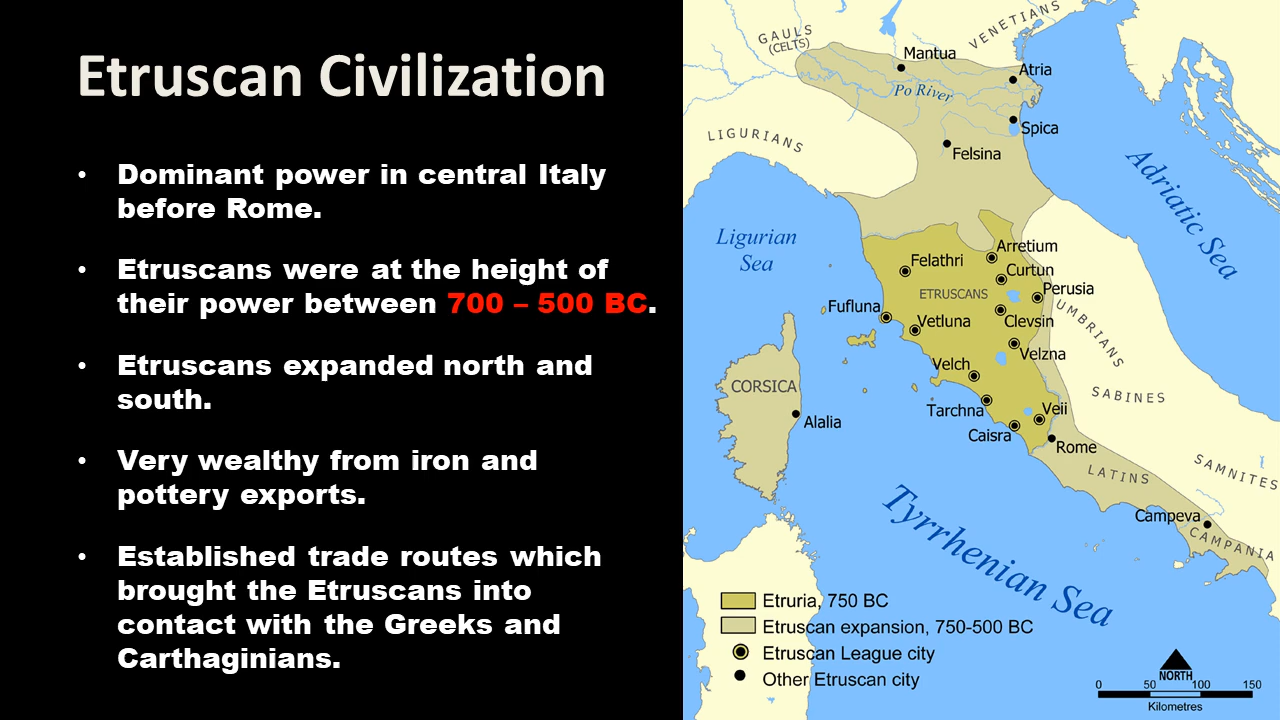 Etruscan Civilization
• Dominant power in central Italy
before Rome.
• Etruscans were at the height of
their power between 700 – 500 BC.
• Etruscans expanded north and
south.
• Very wealthy from iron and
pottery exports.
• Established trade routes which
brought the Etruscans into
contact with the Greeks and
Carthaginians.
GAULS
(CELTS)
VENETIANS
Mantua
Atria
Po River
Spica
LIGURIANS
Felsina
Adriatic Sea
Ligurian
Sea
Arretium
Felathri
Curtun
ETRUSCANS
Perusia
Fufluna
Vetluna
Clevsin
UMBRIANS
Velzna
Velch
CORSICA
SABINES
Tarchna
Veii
Alalia
Caisra
Rome
LATINS
SAMNITES
Tyrrhenian Sea
Campeva
CAMPANIA
Etruria, 750 BC
Etruscan expansion, 750-500 BC
Etruscan League city
Other Etruscan city
NORTH
0 50 100 150
Kilometres